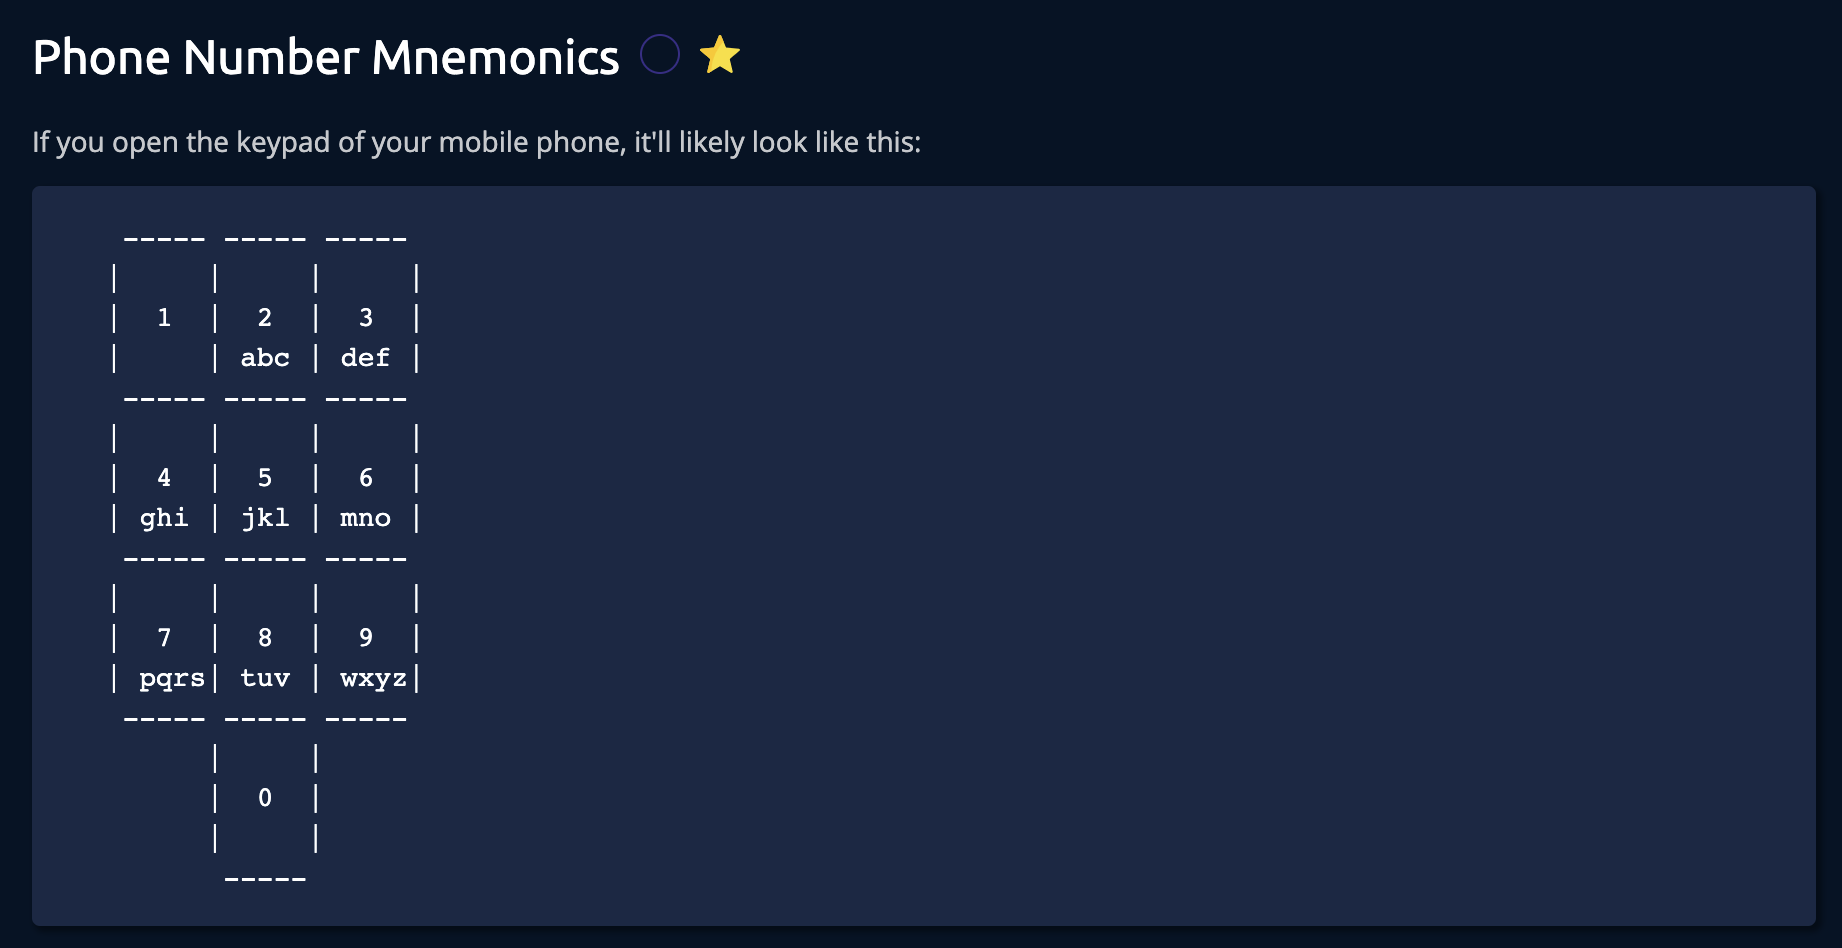 Phone Number Mnemonics
If you open the keypad of your mobile phone, it'll likely look like this:
 ----- ----- -----
|     |     |     |
|  1  |  2  |  3  |
|     | abc | def |
 ----- ----- -----
|     |     |     |
|  4  |  5  |  6  |
| ghi | jkl | mno |
 ----- ----- -----
|     |     |     |
|  7  |  8  |  9  |
| pqrs| tuv | wxyz|
 ----- ----- -----
      |     |
      |  0  |
      |     |
       -----